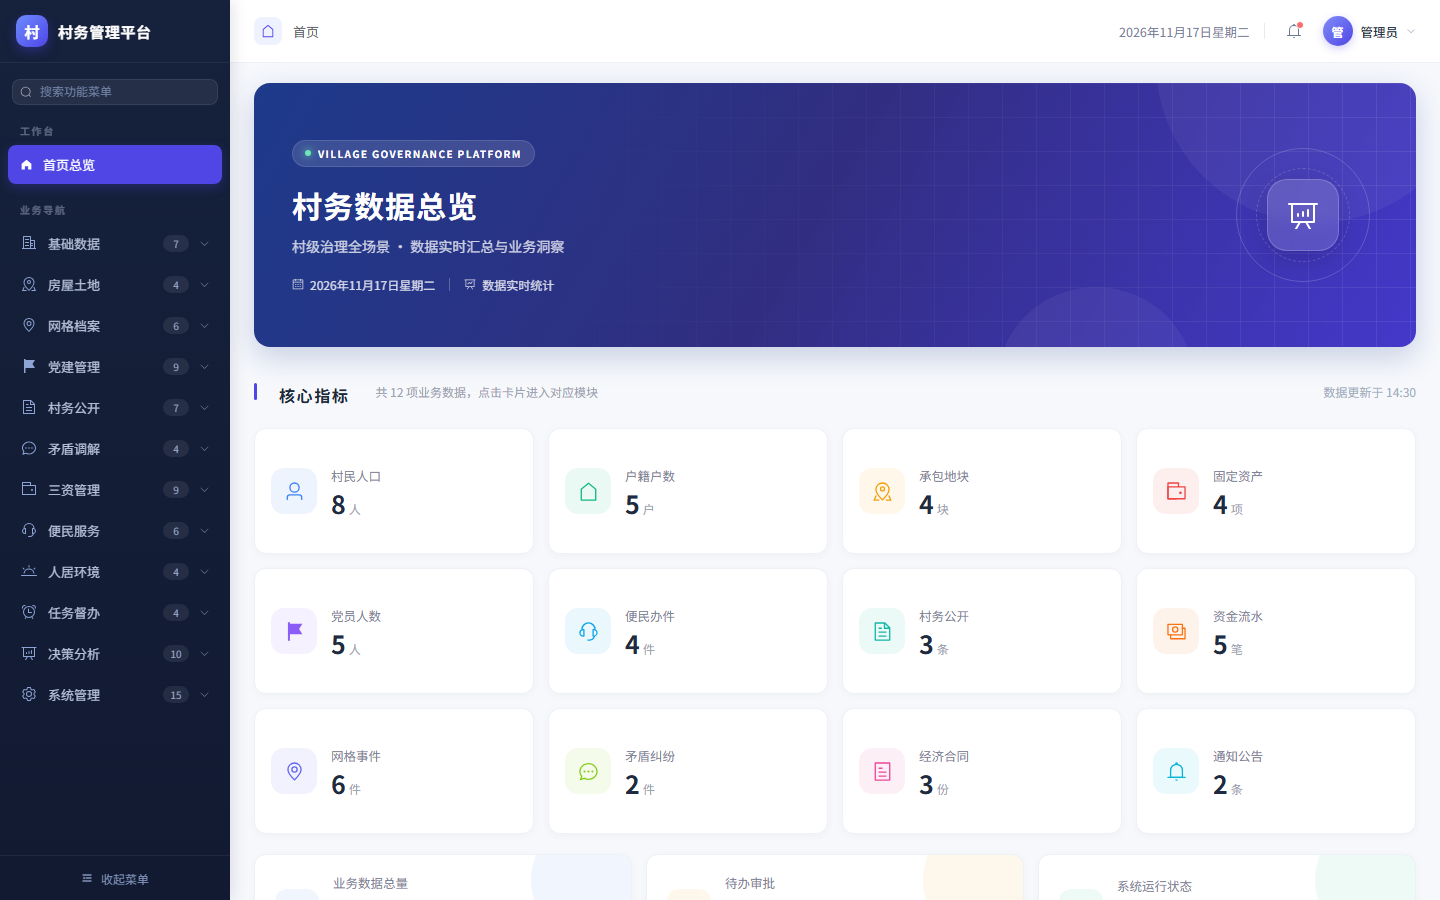 村 村务管理平台
首页
2026年11月17日星期二
管 管理员
搜索功能菜单
工作台
首页总览
业务导航
基础数据 7
房屋土地 4
网格档案 6
党建管理 9
村务公开 7
矛盾调解 4
三资管理 9
便民服务 6
人居环境 4
任务督办 4
决策分析 10
系统管理 15
收起菜单
VILLAGE GOVERNANCE PLATFORM
村务数据总览
村级治理全场景 · 数据实时汇总与业务洞察
2026年11月17日星期二
数据实时统计
核心指标
共 12 项业务数据，点击卡片进入对应模块
数据更新于 14:30
村民人口
8 人
户籍户数
5 户
承包地块
4 块
固定资产
4 项
党员人数
5 人
便民办件
4 件
村务公开
3 条
资金流水
5 笔
网格事件
6 件
矛盾纠纷
2 件
经济合同
3 份
通知公告
2 条
业务数据总量
待办审批
系统运行状态